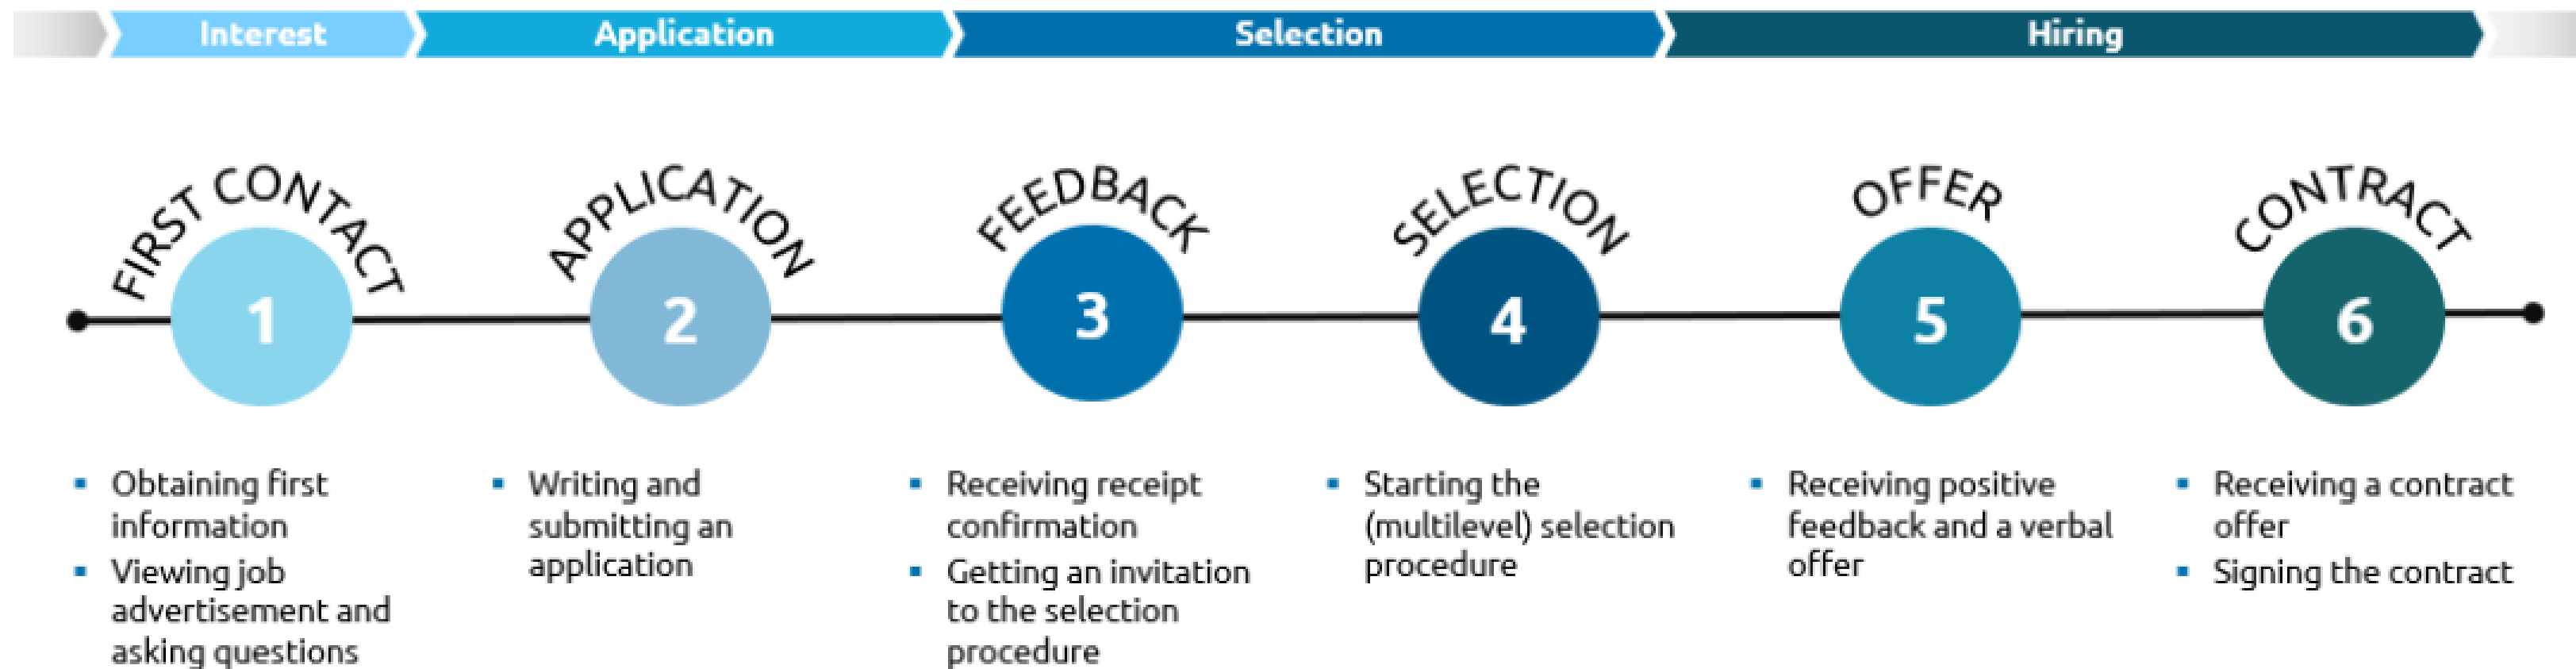 Interest
Application
Selection
Hiring
FIRST CONTACT
1
▪ Obtaining first
information
▪ Viewing job
advertisement and
asking questions
APPLICATION
2
▪ Writing and
submitting an
application
FEEDBACK
3
▪ Receiving receipt
confirmation
▪ Getting an invitation
to the selection
procedure
SELECTION
4
▪ Starting the
(multilevel) selection
procedure
OFFER
5
▪ Receiving positive
feedback and a verbal
offer
CONTRACT
6
▪ Receiving a contract
offer
▪ Signing the contract